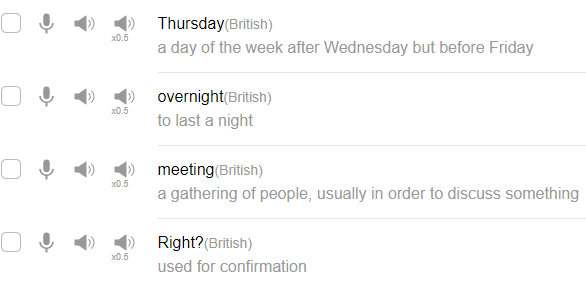 Thursday(British)
a day of the week after Wednesday but before Friday
x0.5
overnight(British)
to last a night
x0.5
meeting(British)
a gathering of people, usually in order to discuss something
x0.5
Right?(British)
used for confirmation
x0.5